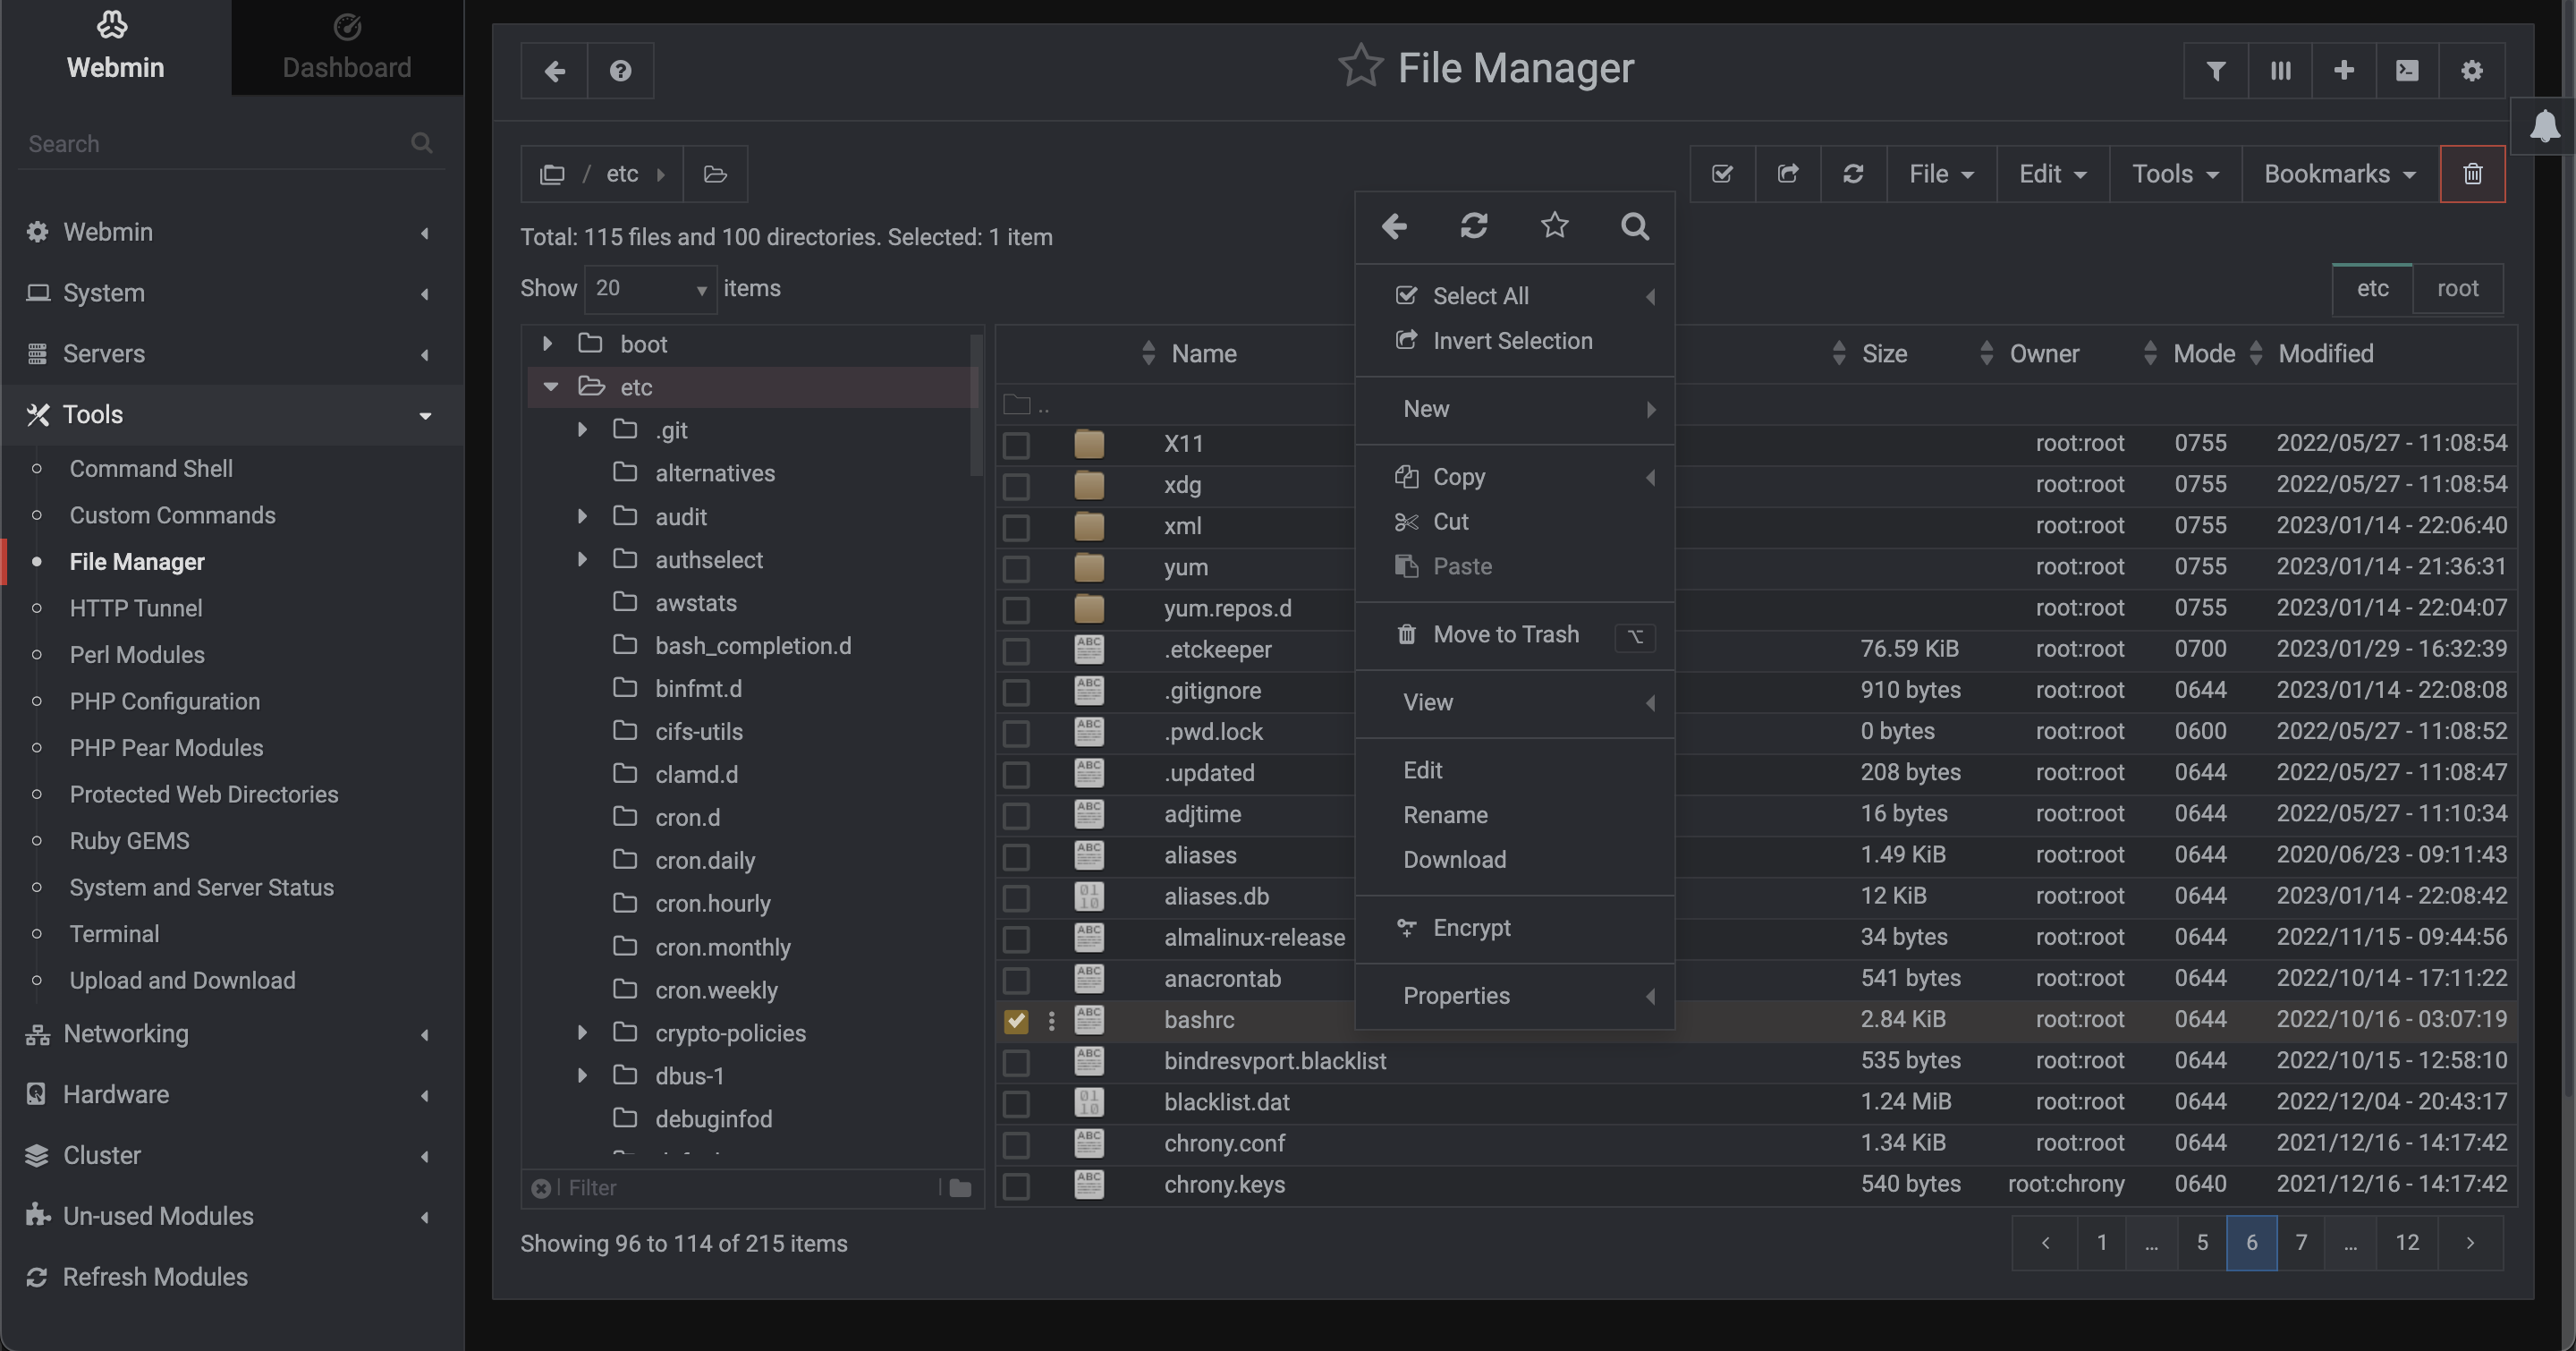 Webmin
Dashboard
Search
Webmin
System
Servers
Tools
Command Shell
Custom Commands
File Manager
HTTP Tunnel
Perl Modules
PHP Configuration
PHP Pear Modules
Protected Web Directories
Ruby GEMS
System and Server Status
Terminal
Upload and Download
Networking
Hardware
Cluster
Un-used Modules
Refresh Modules
File Manager
/ etc
File
Edit
Tools
Bookmarks
Total: 115 files and 100 directories. Selected: 1 item
Show 20 items
etc
root
boot
etc
.git
alternatives
audit
authselect
awstats
bash_completion.d
binfmt.d
cifs-utils
clamd.d
cron.d
cron.daily
cron.hourly
cron.monthly
cron.weekly
crypto-policies
dbus-1
debuginfod
Filter
Name Size Owner Mode Modified
..
X11 root:root 0755 2022/05/27 - 11:08:54
xdg root:root 0755 2022/05/27 - 11:08:54
xml root:root 0755 2023/01/14 - 22:06:40
yum root:root 0755 2023/01/14 - 21:36:31
yum.repos.d root:root 0755 2023/01/14 - 22:04:07
ABC .etckeeper 76.59 KiB root:root 0700 2023/01/29 - 16:32:39
ABC .gitignore 910 bytes root:root 0644 2023/01/14 - 22:08:08
ABC .pwd.lock 0 bytes root:root 0600 2022/05/27 - 11:08:52
ABC .updated 208 bytes root:root 0644 2022/05/27 - 11:08:47
ABC adjtime 16 bytes root:root 0644 2022/05/27 - 11:10:34
ABC aliases 1.49 KiB root:root 0644 2020/06/23 - 09:11:43
01 10 aliases.db 12 KiB root:root 0644 2023/01/14 - 22:08:42
ABC almalinux-release 34 bytes root:root 0644 2022/11/15 - 09:44:56
ABC anacrontab 541 bytes root:root 0644 2022/10/14 - 17:11:22
ABC bashrc 2.84 KiB root:root 0644 2022/10/16 - 03:07:19
ABC bindresvport.blacklist 535 bytes root:root 0644 2022/10/15 - 12:58:10
01 10 blacklist.dat 1.24 MiB root:root 0644 2022/12/04 - 20:43:17
ABC chrony.conf 1.34 KiB root:root 0644 2021/12/16 - 14:17:42
ABC chrony.keys 540 bytes root:chrony 0640 2021/12/16 - 14:17:42
Select All
Invert Selection
New
Copy
Cut
Paste
Move to Trash ⌥
View
Edit
Rename
Download
Encrypt
Properties
Showing 96 to 114 of 215 items
‹ 1 ... 5 6 7 ... 12 ›